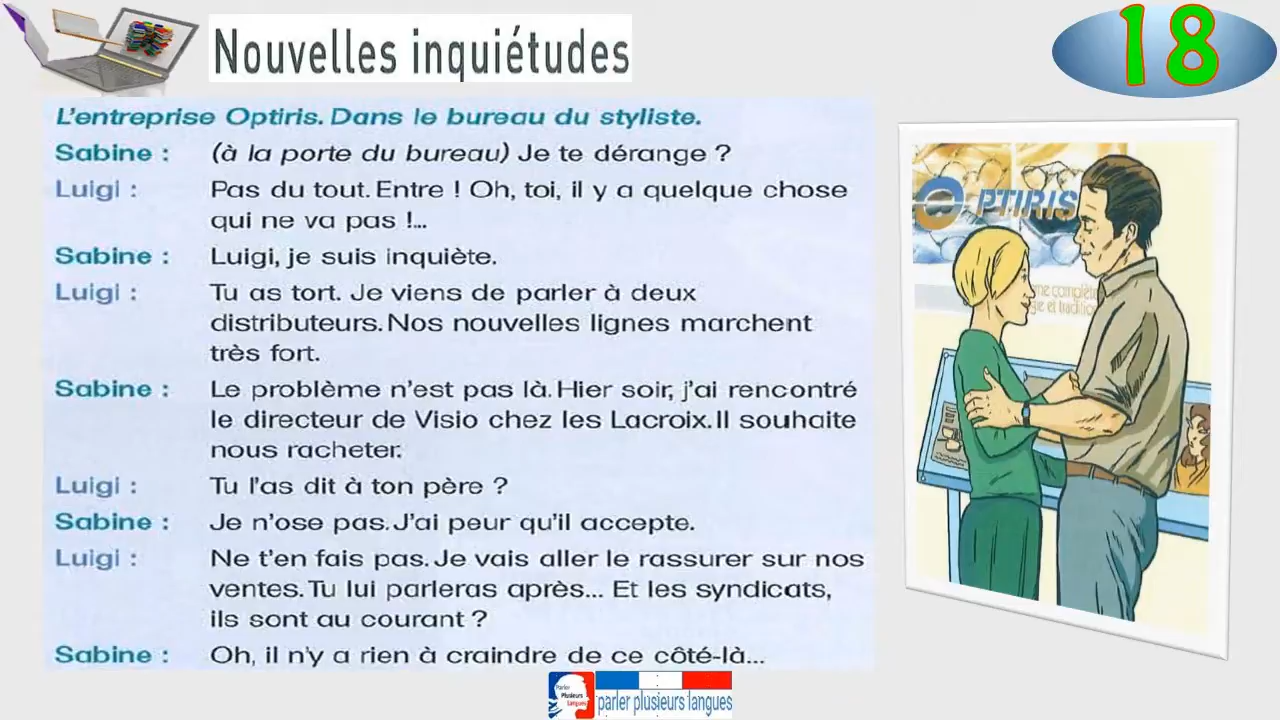 Nouvelles inquiétudes
18
L'entreprise Optiris. Dans le bureau du styliste.
Sabine : (à la porte du bureau) Je te dérange ?
Luigi : Pas du tout. Entre ! Oh, toi, il y a quelque chose
qui ne va pas !...
Sabine : Luigi, je suis inquiète.
Luigi : Tu as tort. Je viens de parler à deux
distributeurs. Nos nouvelles lignes marchent
très fort.
Sabine : Le problème n'est pas là. Hier soir, j'ai rencontré
le directeur de Visio chez les Lacroix. Il souhaite
nous racheter.
Luigi : Tu l'as dit à ton père ?
Sabine : Je n'ose pas. J'ai peur qu'il accepte.
Luigi : Ne t'en fais pas. Je vais aller le rassurer sur nos
ventes. Tu lui parleras après... Et les syndicats,
ils sont au courant ?
Sabine : Oh, il n'y a rien à craindre de ce côté-là...
OPTIRIS
complète
et
Parler
Plusieurs
langues
parler plusieurs langues